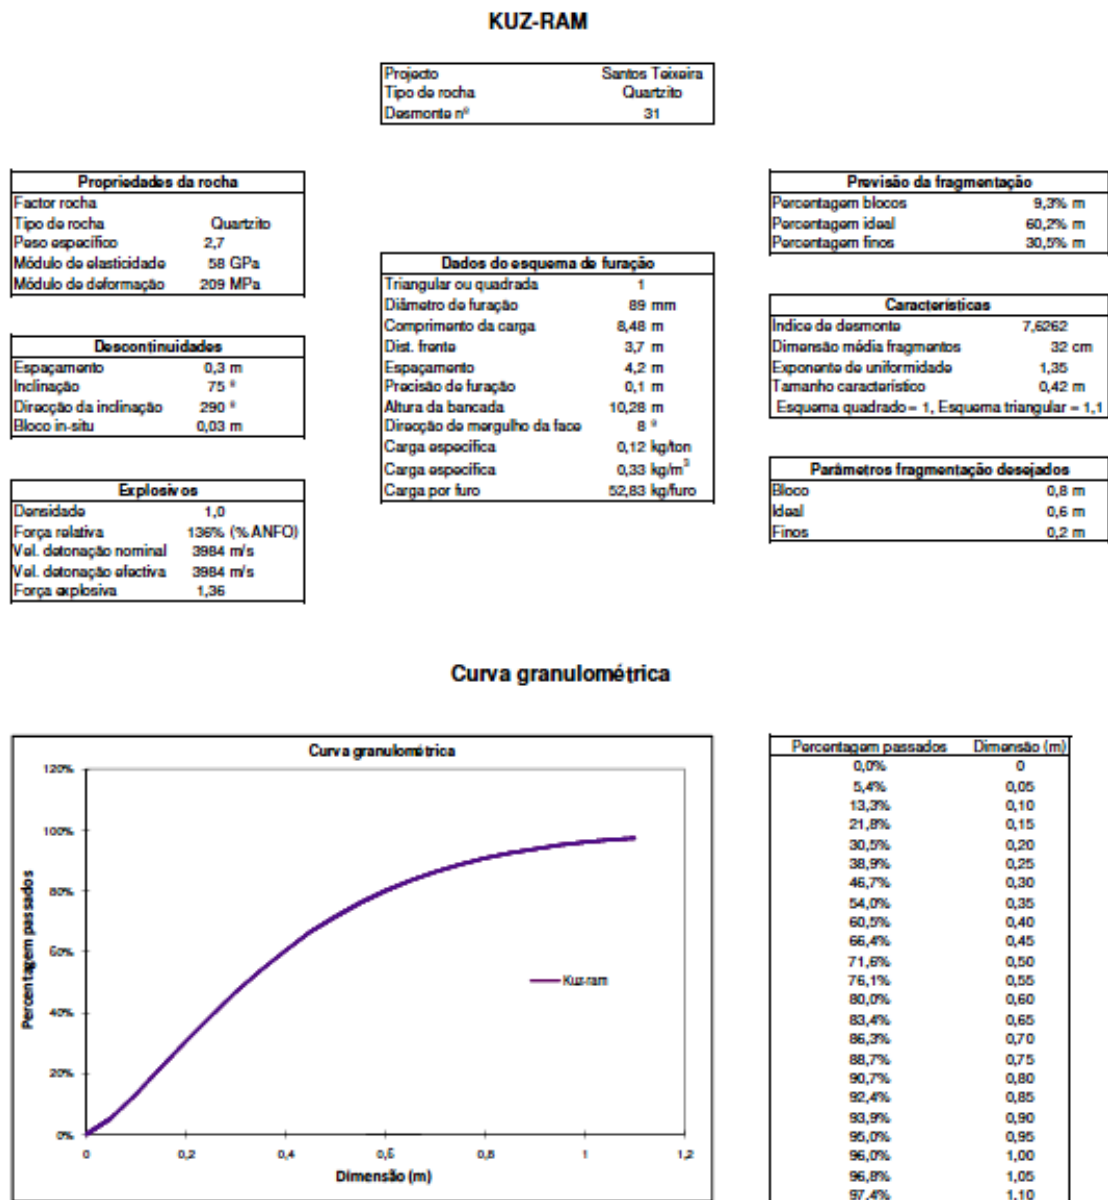 KUZ-RAM
Projecto Santos Teixeira
Tipo de rocha Quartzito
Desmonte nº 31
Propriedades da rocha
Factor rocha
Tipo de rocha Quartzito
Peso específico 2,7
Módulo de elasticidade 58 GPa
Módulo de deformação 209 MPa
Descontinuidades
Espaçamento 0,3 m
Inclinação 75 º
Direcção da inclinação 290 º
Bloco in-situ 0,03 m
Explosivos
Densidade 1,0
Força relativa 136% (% ANFO)
Vel. detonação nominal 3984 m/s
Vel. detonação efectiva 3984 m/s
Força explosiva 1,36
Dados do esquema de furação
Triangular ou quadrada 1
Diâmetro de furação 89 mm
Comprimento da carga 8,48 m
Dist. frente 3,7 m
Espaçamento 4,2 m
Precisão de furação 0,1 m
Altura da bancada 10,28 m
Direcção de mergulho da face 8 º
Carga específica 0,12 kg/ton
Carga específica 0,33 kg/m³
Carga por furo 52,83 kg/furo
Previsão da fragmentação
Percentagem blocos 9,3% m
Percentagem ideal 60,2% m
Percentagem finos 30,5% m
Características
Indice de desmonte 7,6262
Dimensão média fragmentos 32 cm
Exponente de uniformidade 1,35
Tamanho característico 0,42 m
Esquema quadrado = 1, Esquema triangular = 1,1
Parâmetros fragmentação desejados
Bloco 0,8 m
Ideal 0,6 m
Finos 0,2 m
Curva granulométrica
Curva granulométrica
Percentagem passados
120%
100%
80%
60%
40%
20%
0%
0 0,2 0,4 0,6 0,8 1 1,2
Dimensão (m)
Kuz-ram
Percentagem passados Dimensão (m)
0,0% 0
5,4% 0,05
13,3% 0,10
21,8% 0,15
30,5% 0,20
38,9% 0,25
46,7% 0,30
54,0% 0,35
60,5% 0,40
66,4% 0,45
71,6% 0,50
76,1% 0,55
80,0% 0,60
83,4% 0,65
86,3% 0,70
88,7% 0,75
90,7% 0,80
92,4% 0,85
93,9% 0,90
95,0% 0,95
96,0% 1,00
96,8% 1,05
97,4% 1,10